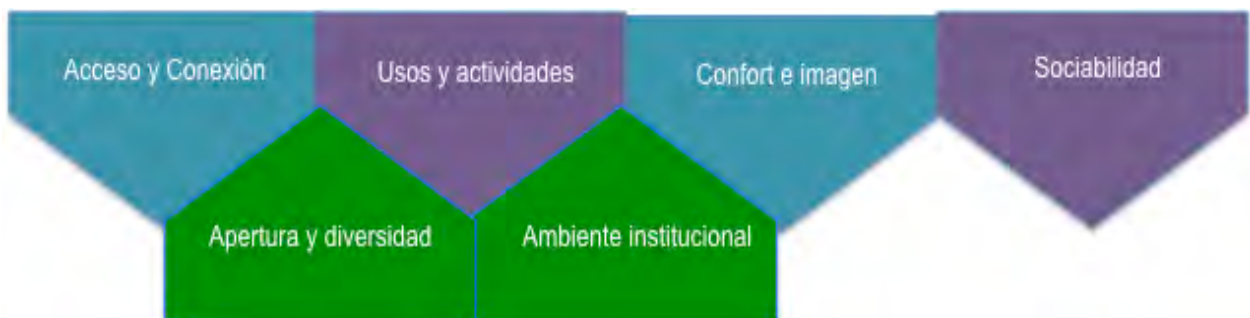 Acceso y Conexión
Usos y actividades
Confort e imagen
Sociabilidad
Apertura y diversidad
Ambiente institucional